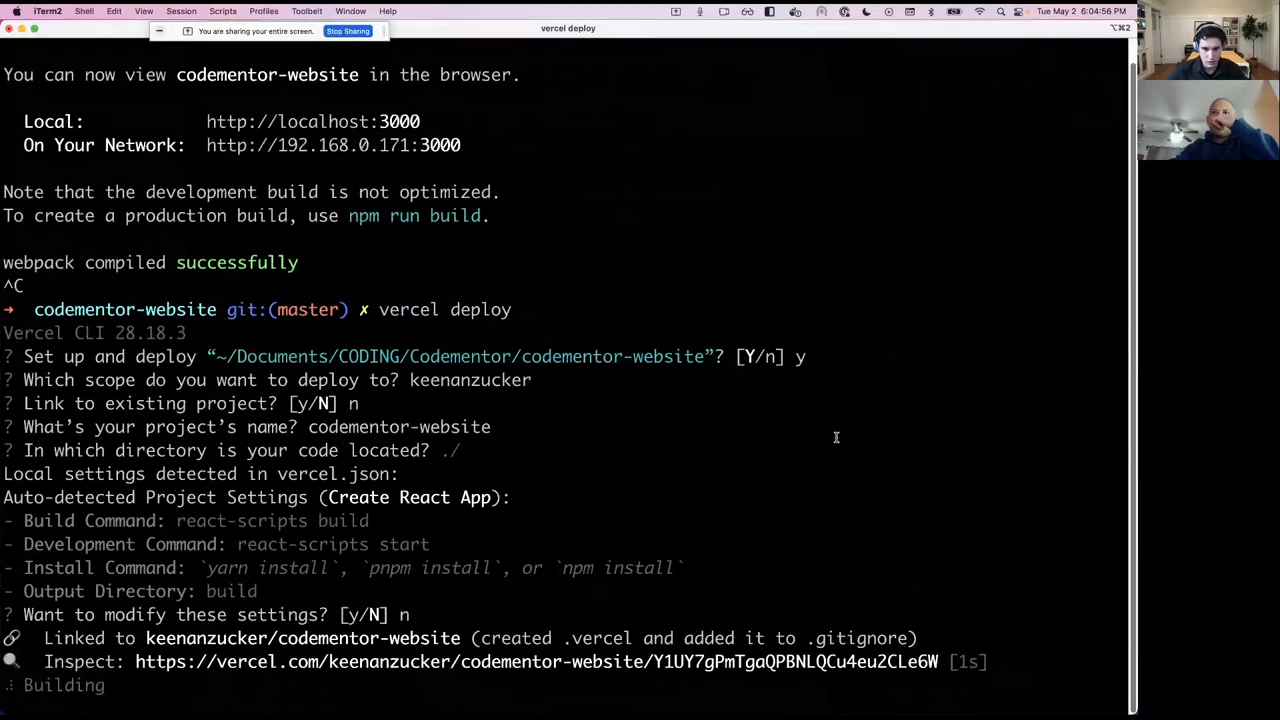 iTerm2 Shell Edit View Session Scripts Profiles Toolbelt Window Help Tue May 2 6:04:56 PM
You are sharing your entire screen. Stop Sharing
vercel deploy ⌥⌘2
You can now view codementor-website in the browser.
Local: http://localhost:3000
On Your Network: http://192.168.0.171:3000
Note that the development build is not optimized.
To create a production build, use npm run build.
webpack compiled successfully
^C
➜ codementor-website git:(master) ✗ vercel deploy
Vercel CLI 28.18.3
? Set up and deploy “~/Documents/CODING/Codementor/codementor-website”? [Y/n] y
? Which scope do you want to deploy to? keenanzucker
? Link to existing project? [y/N] n
? What’s your project’s name? codementor-website
? In which directory is your code located? ./
Local settings detected in vercel.json:
Auto-detected Project Settings (Create React App):
- Build Command: react-scripts build
- Development Command: react-scripts start
- Install Command: `yarn install`, `pnpm install`, or `npm install`
- Output Directory: build
? Want to modify these settings? [y/N] n
Linked to keenanzucker/codementor-website (created .vercel and added it to .gitignore)
Inspect: https://vercel.com/keenanzucker/codementor-website/Y1UY7gPmTgaQPBNLQCu4eu2CLe6W [1s]
Building